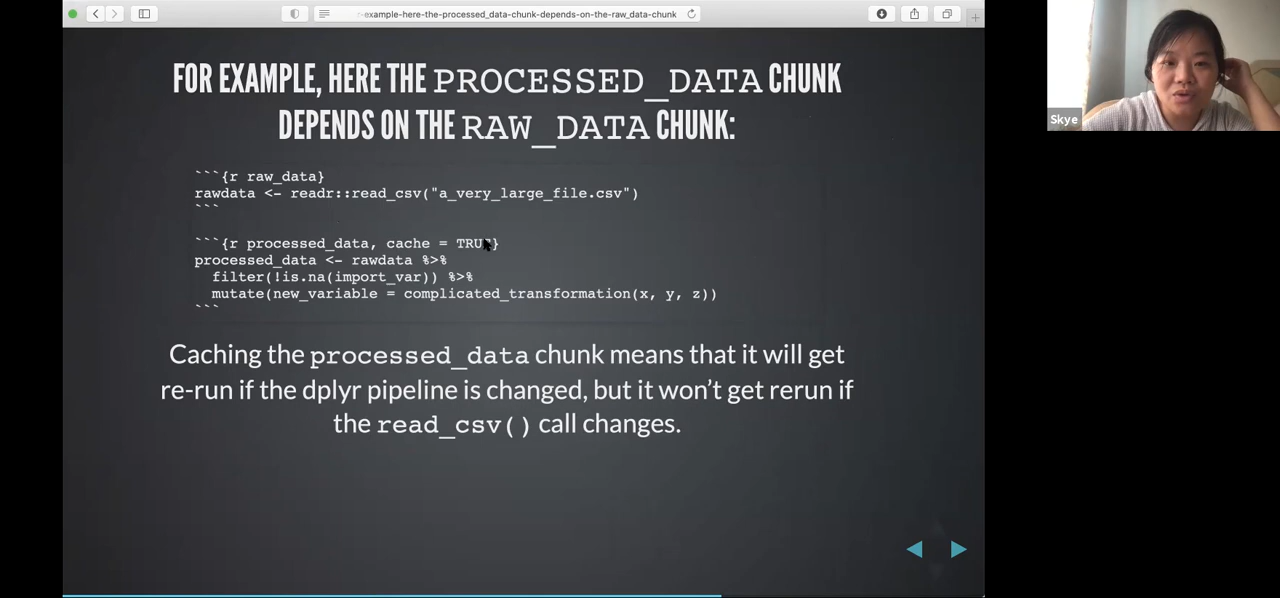 -example-here-the-processed_data-chunk-depends-on-the-raw_data-chunk
FOR EXAMPLE, HERE THE PROCESSED_DATA CHUNK
DEPENDS ON THE RAW_DATA CHUNK:
```{r raw_data}
rawdata <- readr::read_csv("a_very_large_file.csv")
```
```{r processed_data, cache = TRUE}
processed_data <- rawdata %>%
filter(!is.na(import_var)) %>%
mutate(new_variable = complicated_transformation(x, y, z))
```
Caching the processed_data chunk means that it will get
re-run if the dplyr pipeline is changed, but it won't get rerun if
the read_csv() call changes.
Skye